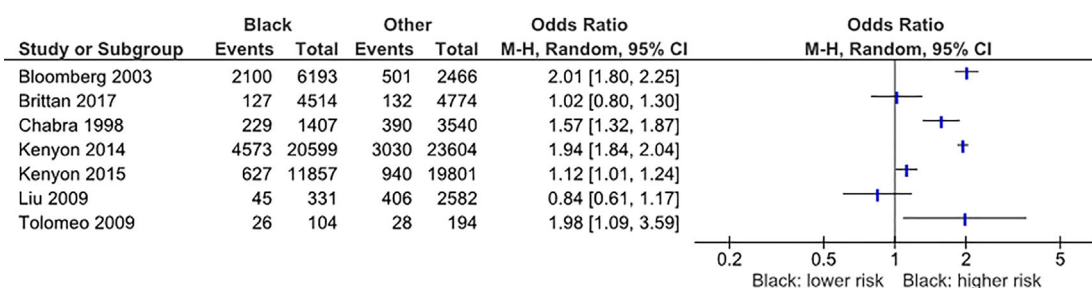 Black Other Odds Ratio Odds Ratio
Study or Subgroup Events Total Events Total M-H, Random, 95% CI M-H, Random, 95% CI
Bloomberg 2003 2100 6193 501 2466 2.01 [1.80, 2.25]
Brittan 2017 127 4514 132 4774 1.02 [0.80, 1.30]
Chabra 1998 229 1407 390 3540 1.57 [1.32, 1.87]
Kenyon 2014 4573 20599 3030 23604 1.94 [1.84, 2.04]
Kenyon 2015 627 11857 940 19801 1.12 [1.01, 1.24]
Liu 2009 45 331 406 2582 0.84 [0.61, 1.17]
Tolomeo 2009 26 104 28 194 1.98 [1.09, 3.59]
0.2 0.5 1 2 5
Black: lower risk Black: higher risk